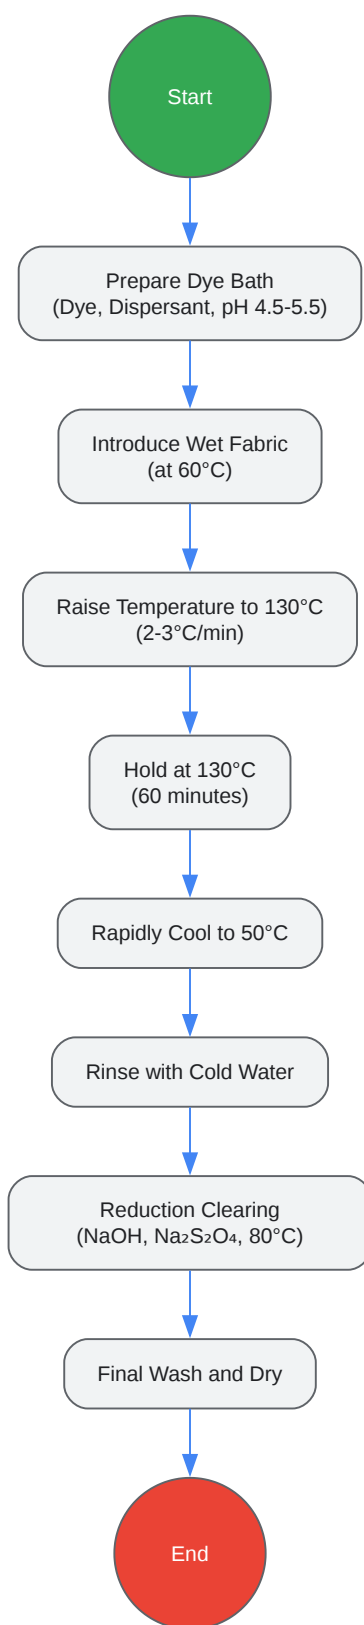 Start
Prepare Dye Bath
(Dye, Dispersant, pH 4.5-5.5)
Introduce Wet Fabric
(at 60°C)
Raise Temperature to 130°C
(2-3°C/min)
Hold at 130°C
(60 minutes)
Rapidly Cool to 50°C
Rinse with Cold Water
Reduction Clearing
(NaOH, Na₂S₂O₄, 80°C)
Final Wash and Dry
End